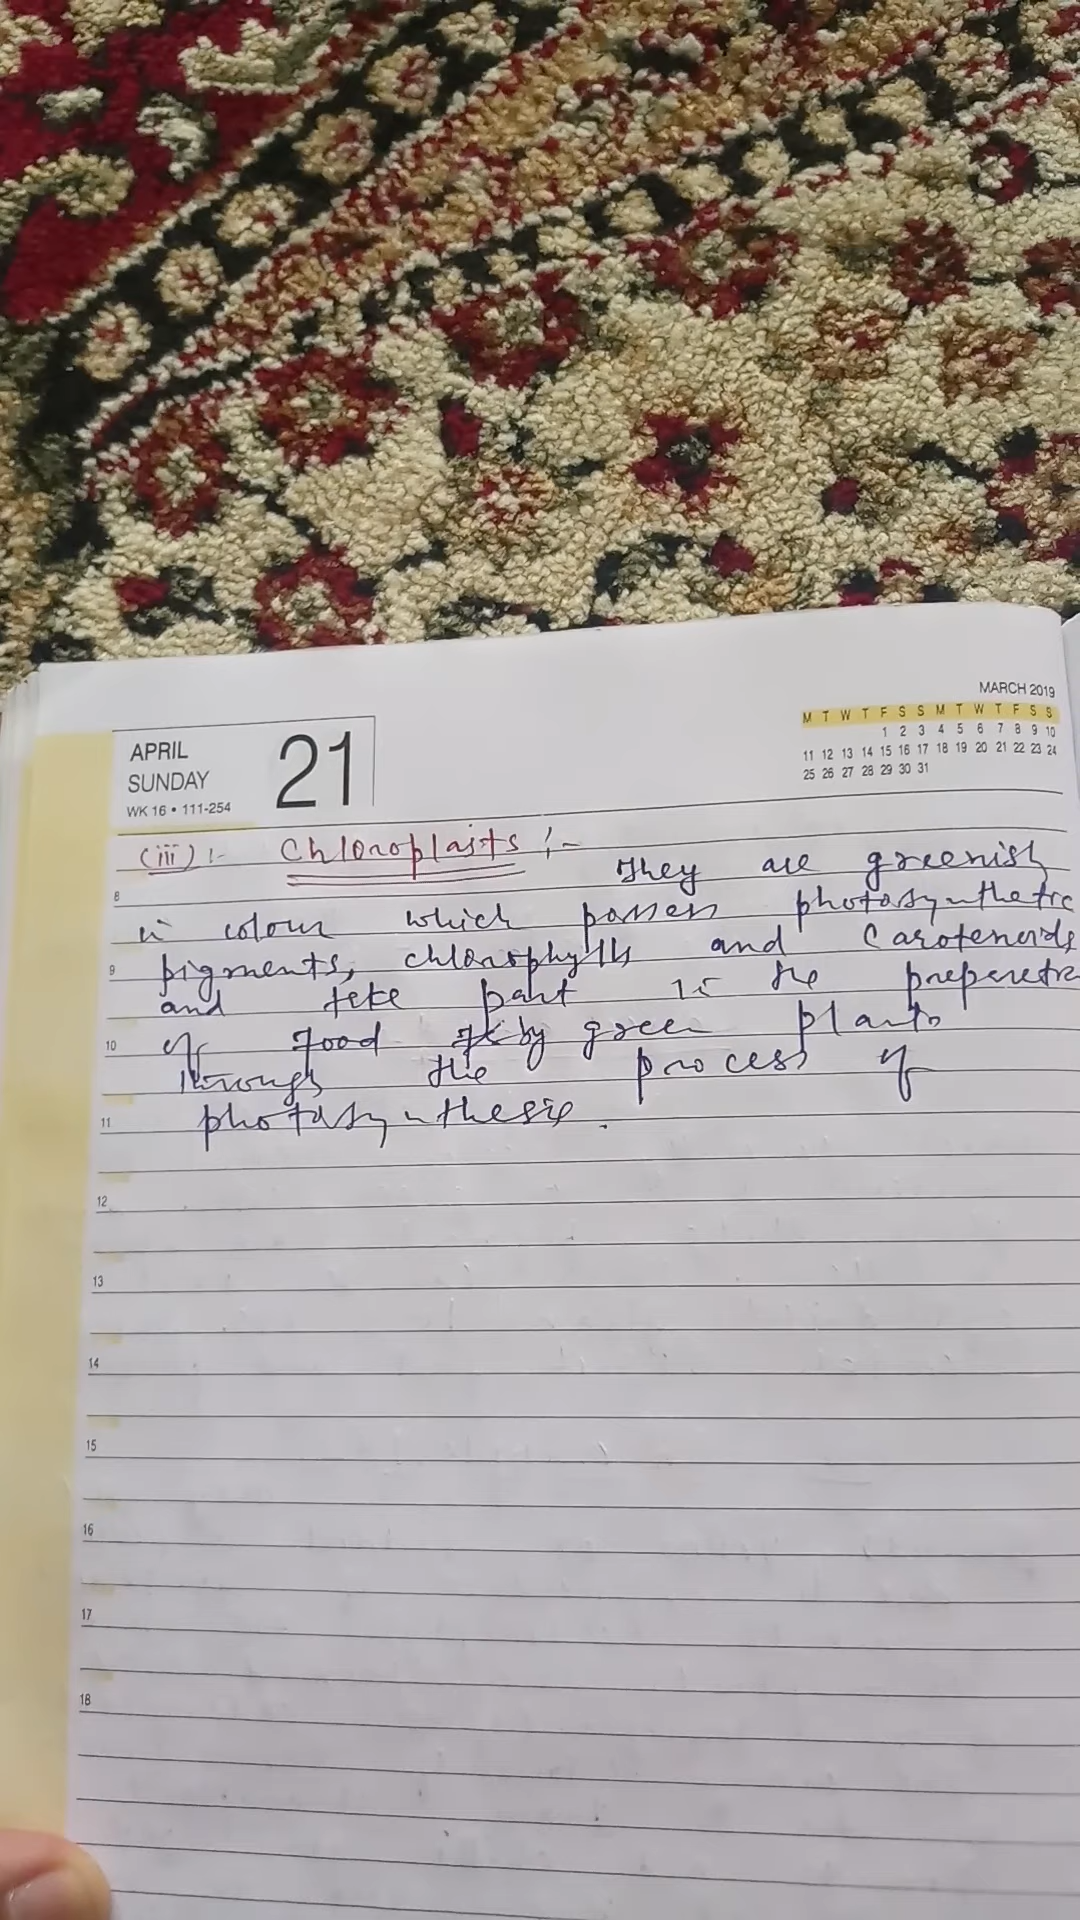 MARCH 2019
M T W T F S S M T W T F S S
1 2 3 4 5 6 7 8 9 10
11 12 13 14 15 16 17 18 19 20 21 22 23 24
25 26 27 28 29 30 31
APRIL
SUNDAY
WK 16 • 111-254
21
(iii) :- Chloroplasts :-
They are greenish
8
in colour which possess photosynthetic
9
pigments, chlorophylls and Carotenoids,
and take part in the preparetn
10
of food by green plants
through the process of
11
photosynthesis.
12
13
14
15
16
17
18